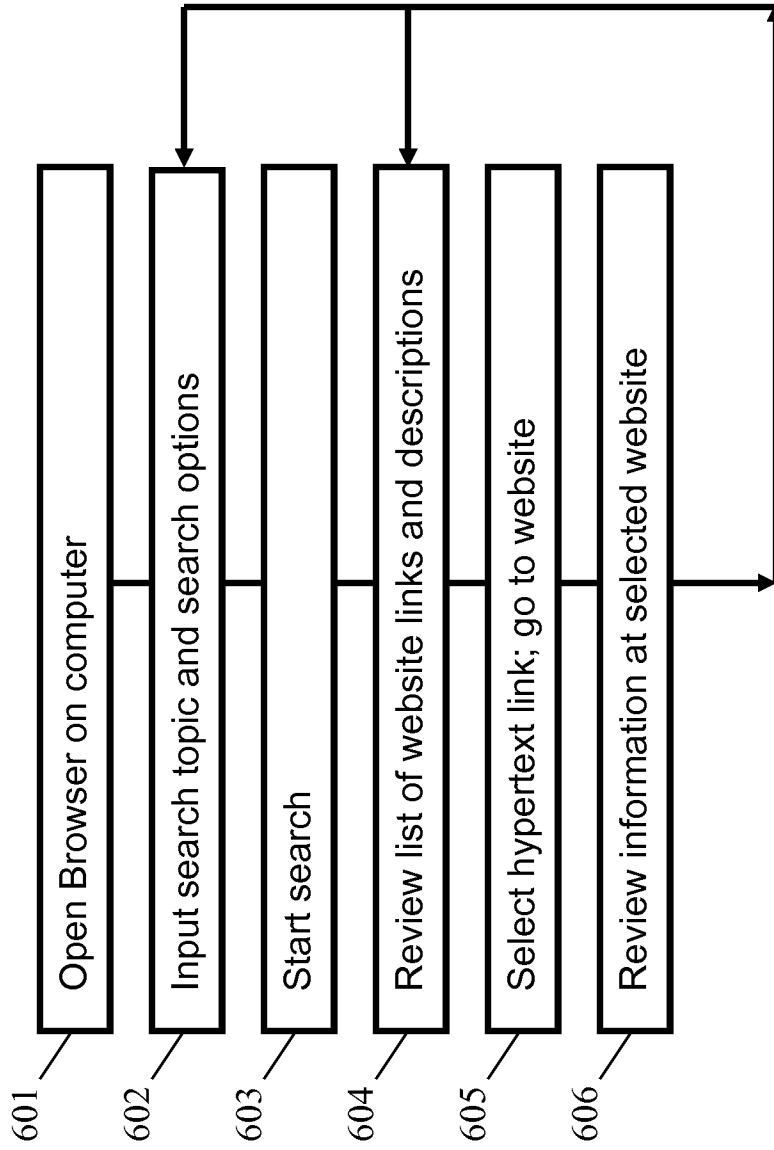 601 Open Browser on computer
602 Input search topic and search options
603 Start search
604 Review list of website links and descriptions
605 Select hypertext link; go to website
606 Review information at selected website